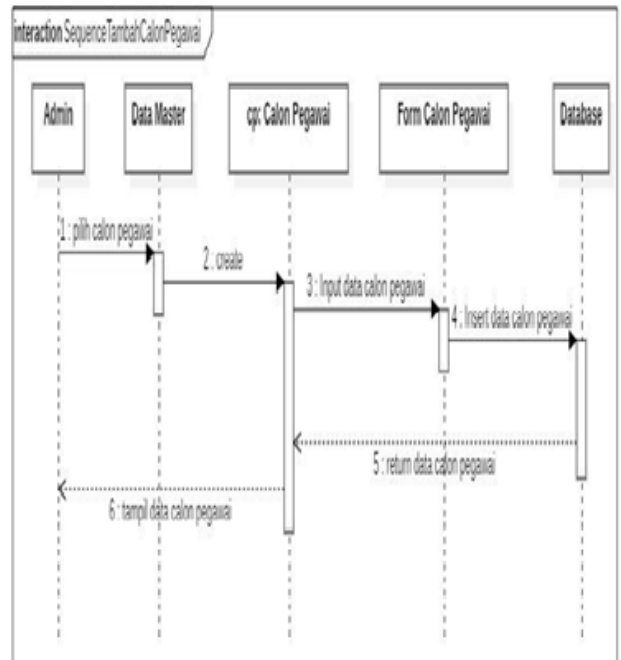 interaction SequenceTambahCalonPegawai
Admin
Data Master
cp: Calon Pegawai
Form Calon Pegawai
Database
1 : pilih calon pegawai
2 : create
3 : Input data calon pegawai
4 : Insert data calon pegawai
5 : return data calon pegawai
6 : tampil data calon pegawai